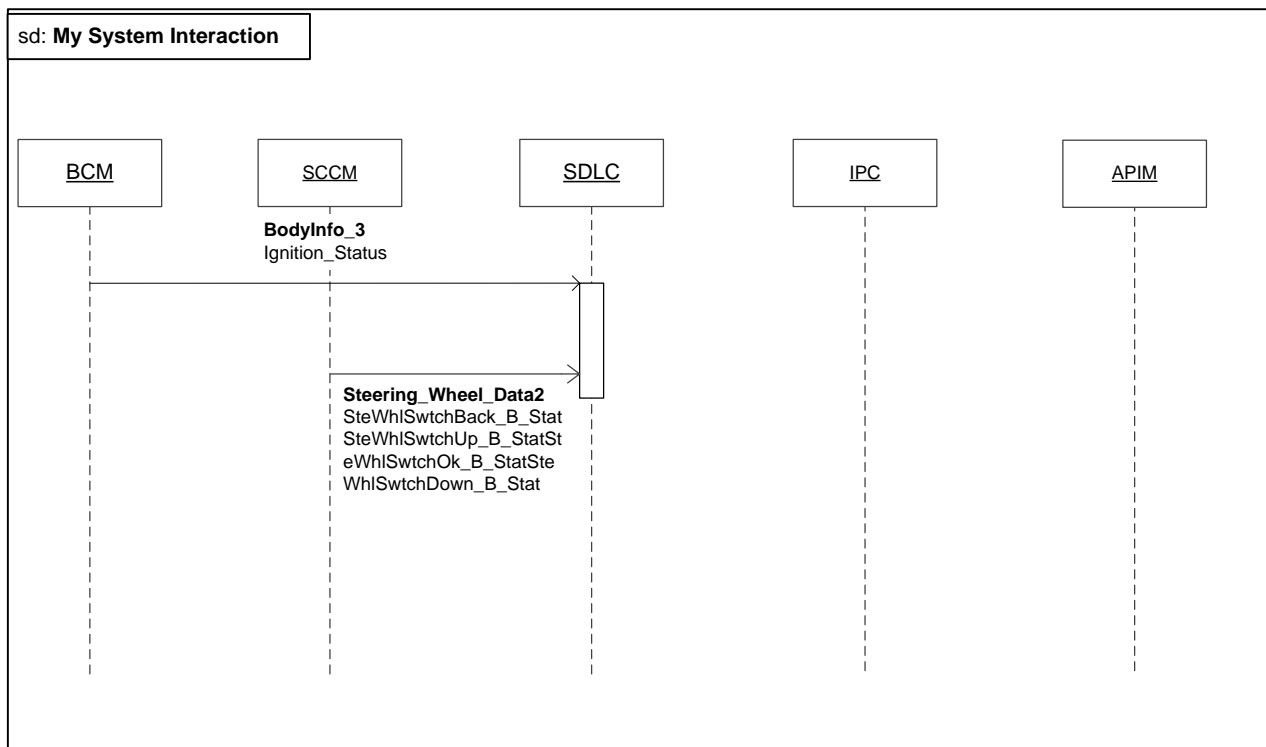 sd: My System Interaction
BCM
SCCM
SDLC
IPC
APIM
BodyInfo_3
Ignition_Status
Steering_Wheel_Data2
SteWhlSwtchBack_B_Stat
SteWhlSwtchUp_B_StatSt
eWhlSwtchOk_B_StatSte
WhlSwtchDown_B_Stat